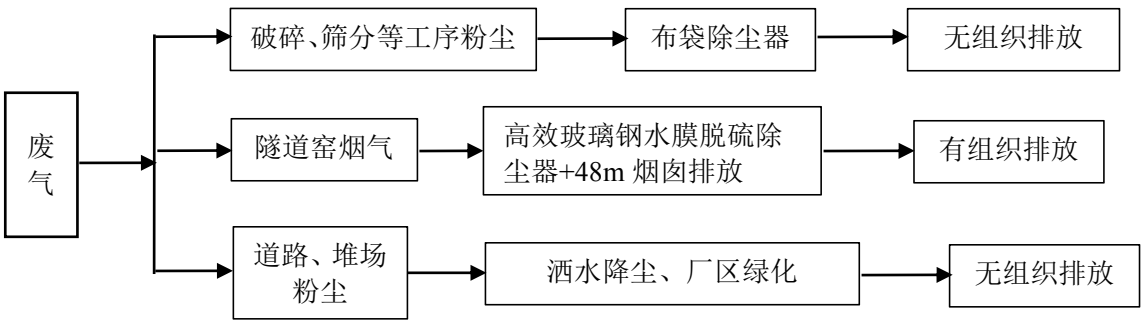 破碎、筛分等工序粉尘
布袋除尘器
无组织排放
废
气
隧道窑烟气
高效玻璃钢水膜脱硫除
尘器+48m 烟囱排放
有组织排放
道路、堆场
粉尘
洒水降尘、厂区绿化
无组织排放